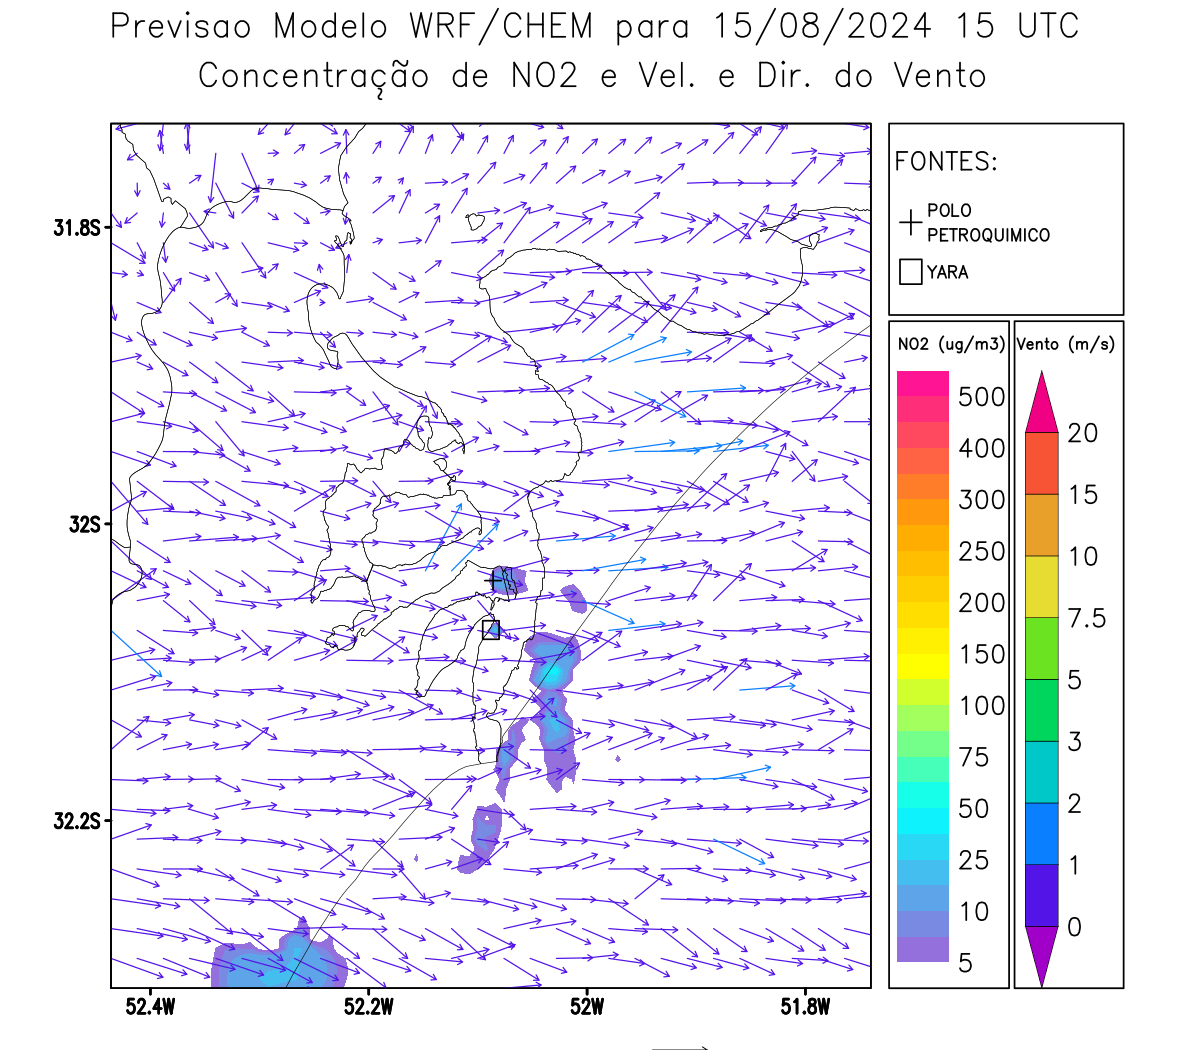 Previsao Modelo WRF/CHEM para 15/08/2024 15 UTC
Concentração de NO2 e Vel. e Dir. do Vento
FONTES:
POLO
PETROQUIMICO
YARA
31.8S
32S
32.2S
52.4W
52.2W
52W
51.8W
NO2 (ug/m3)
500
400
300
250
200
150
100
75
50
25
10
5
Vento (m/s)
20
15
10
7.5
5
3
2
1
0